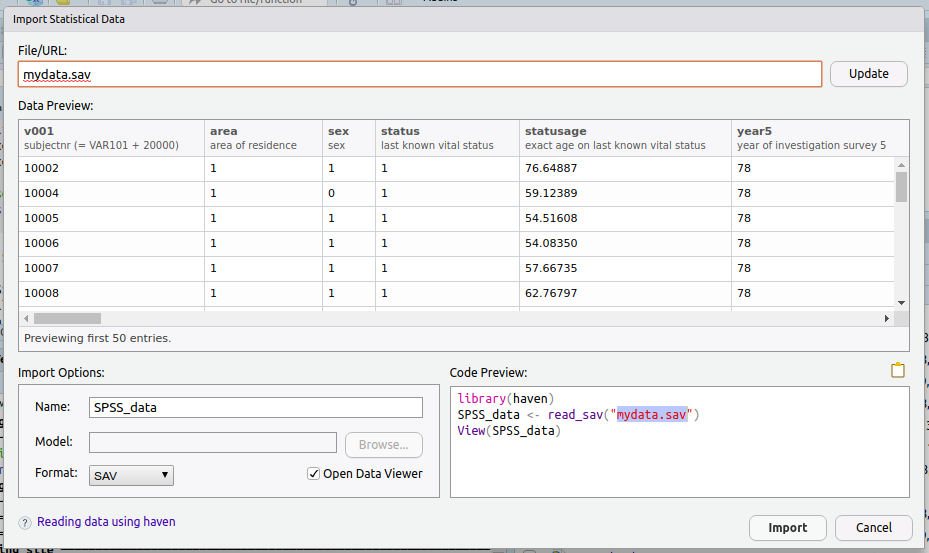 Go to file/function
Addins
Import Statistical Data
File/URL:
mydata.sav
Update
Data Preview:
v001 area sex status statusage year5
subjectnr (= VAR101 + 20000) area of residence sex last known vital status exact age on last known vital status year of investigation survey 5
10002 1 1 1 76.64887 78
10004 1 0 1 59.12389 78
10005 1 1 1 54.51608 78
10006 1 1 1 54.08350 78
10007 1 1 1 57.66735 78
10008 1 1 1 62.76797 78
Previewing first 50 entries.
Import Options:
Name: SPSS_data
Model: Browse...
Format: SAV Open Data Viewer
Code Preview:
library(haven)
SPSS_data <- read_sav("mydata.sav")
View(SPSS_data)
? Reading data using haven
Import Cancel